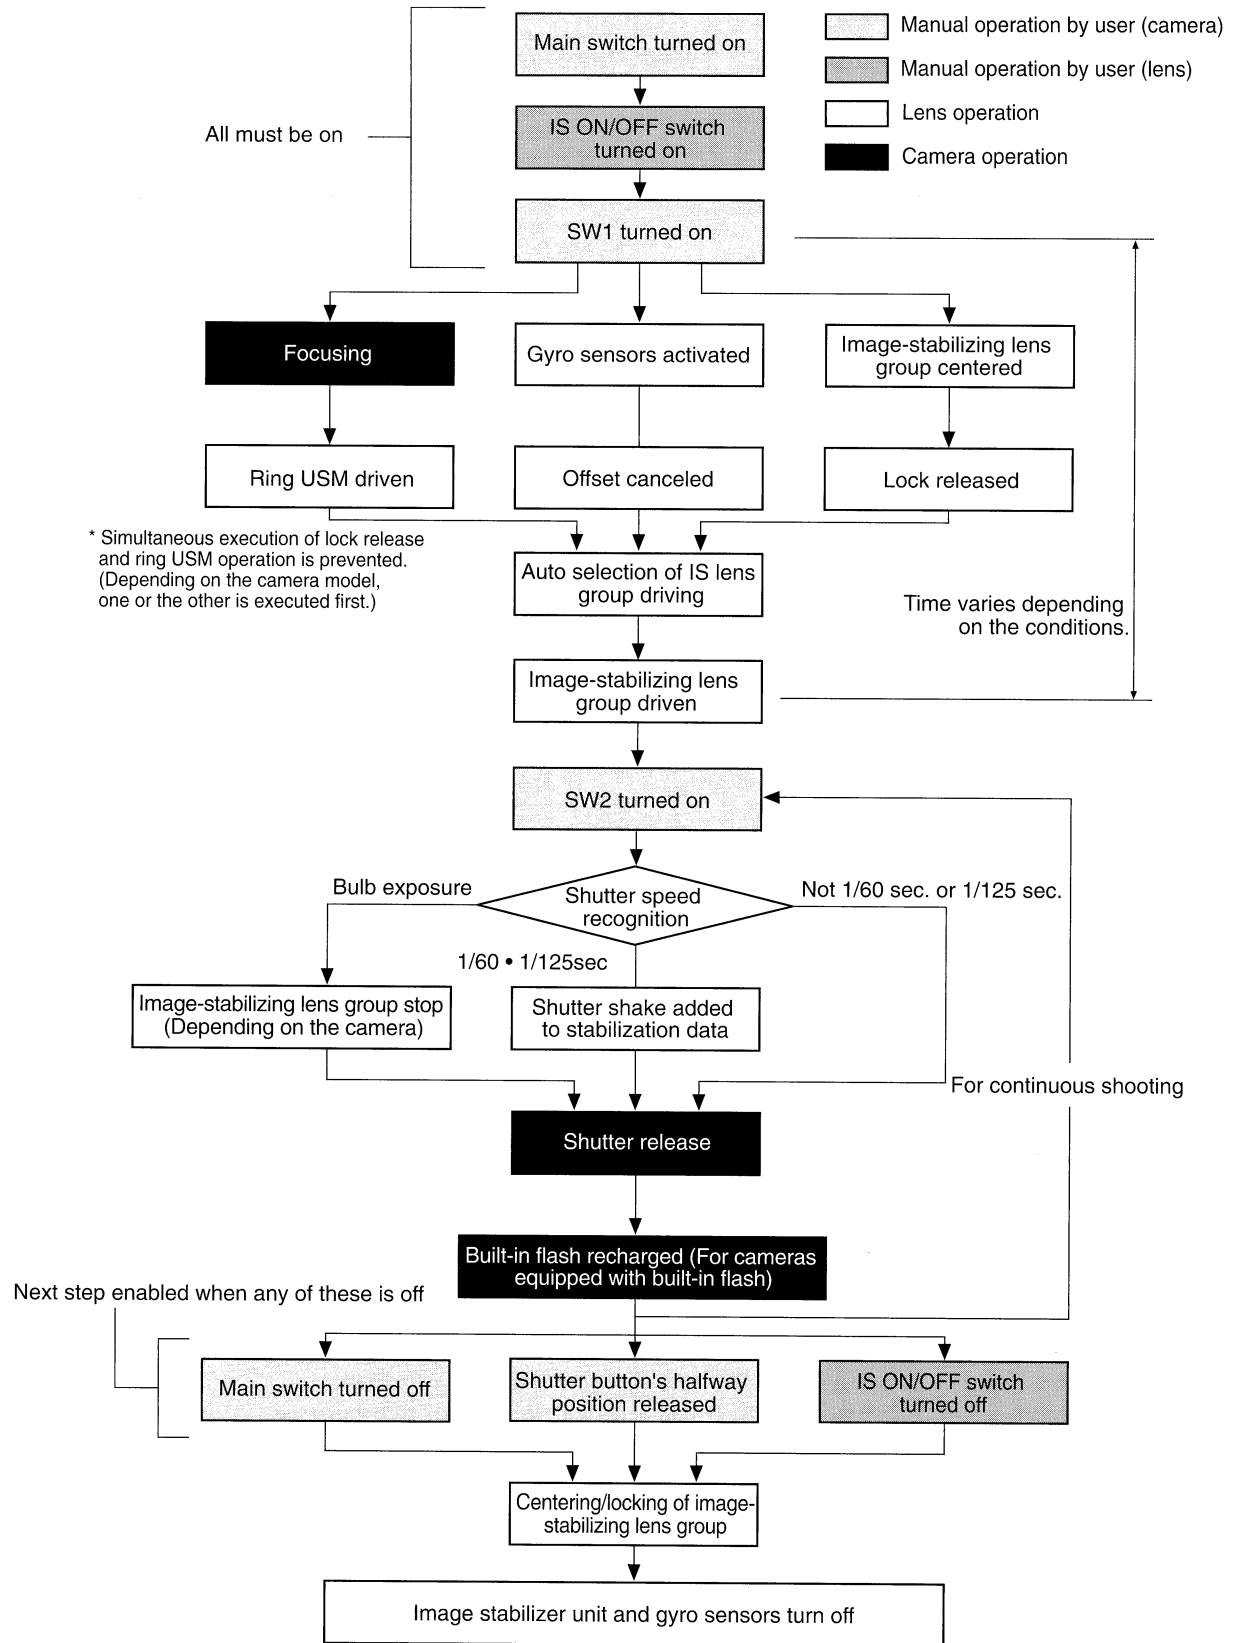 Main switch turned on
Manual operation by user (camera)
Manual operation by user (lens)
Lens operation
Camera operation
All must be on
IS ON/OFF switch
turned on
SW1 turned on
Focusing
Gyro sensors activated
Image-stabilizing lens
group centered
Ring USM driven
Offset canceled
Lock released
* Simultaneous execution of lock release
and ring USM operation is prevented.
(Depending on the camera model,
one or the other is executed first.)
Auto selection of IS lens
group driving
Time varies depending
on the conditions.
Image-stabilizing lens
group driven
SW2 turned on
Bulb exposure
Shutter speed
recognition
Not 1/60 sec. or 1/125 sec.
1/60 • 1/125sec
Image-stabilizing lens group stop
(Depending on the camera)
Shutter shake added
to stabilization data
For continuous shooting
Shutter release
Built-in flash recharged (For cameras
equipped with built-in flash)
Next step enabled when any of these is off
Main switch turned off
Shutter button's halfway
position released
IS ON/OFF switch
turned off
Centering/locking of image-
stabilizing lens group
Image stabilizer unit and gyro sensors turn off